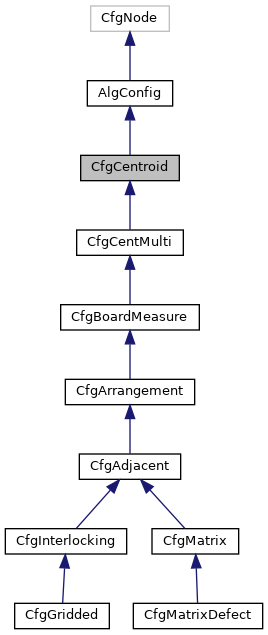 CfgNode
AlgConfig
CfgCentroid
CfgCentMulti
CfgBoardMeasure
CfgArrangement
CfgAdjacent
CfgInterlocking
CfgMatrix
CfgGridded
CfgMatrixDefect